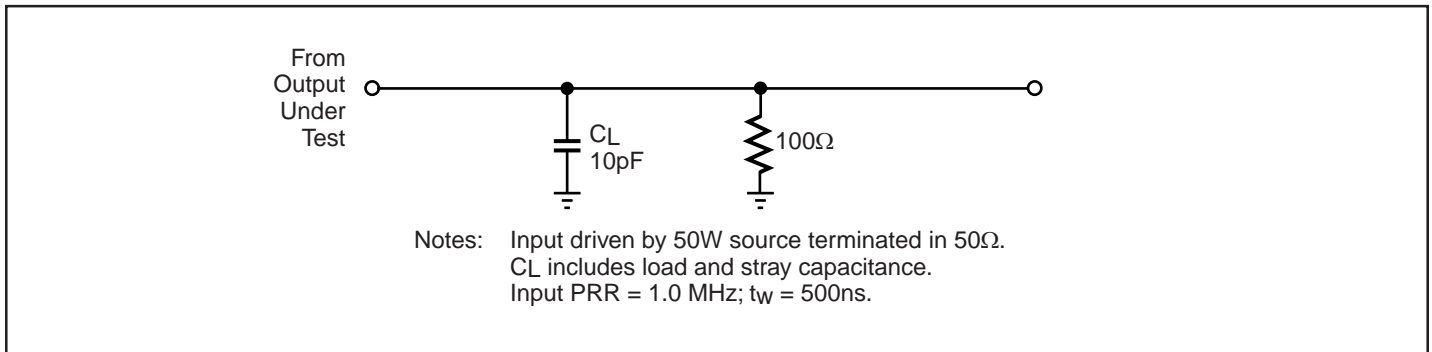 From
Output
Under
Test
CL
10pF
100Ω
Notes: Input driven by 50W source terminated in 50Ω.
CL includes load and stray capacitance.
Input PRR = 1.0 MHz; tW = 500ns.